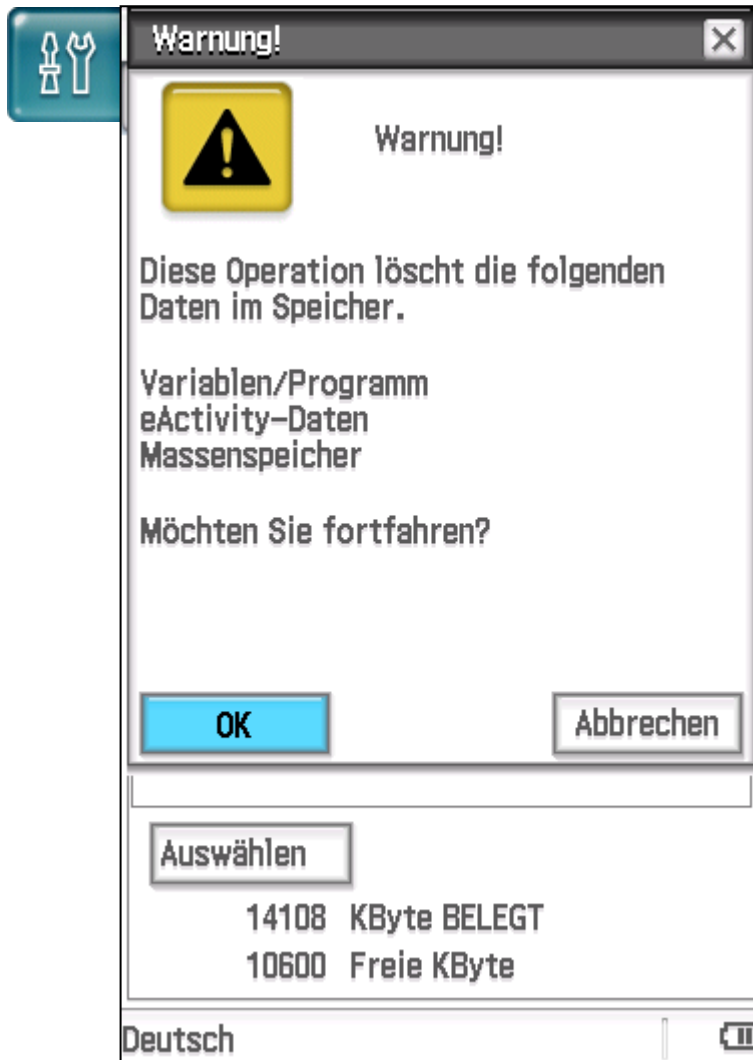 Warnung!
Warnung!
Diese Operation löscht die folgenden
Daten im Speicher.
Variablen/Programm
eActivity-Daten
Massenspeicher
Möchten Sie fortfahren?
OK
Abbrechen
Auswählen
14108 KByte BELEGT
10600 Freie KByte
Deutsch